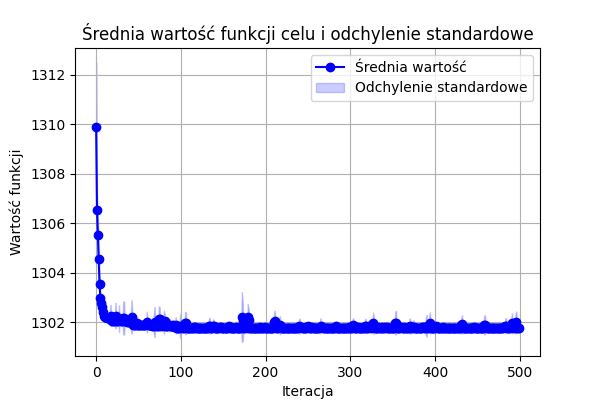 Średnia wartość funkcji celu i odchylenie standardowe
Średnia wartość
Odchylenie standardowe
Wartość funkcji
1312
1310
1308
1306
1304
1302
0 100 200 300 400 500
Iteracja